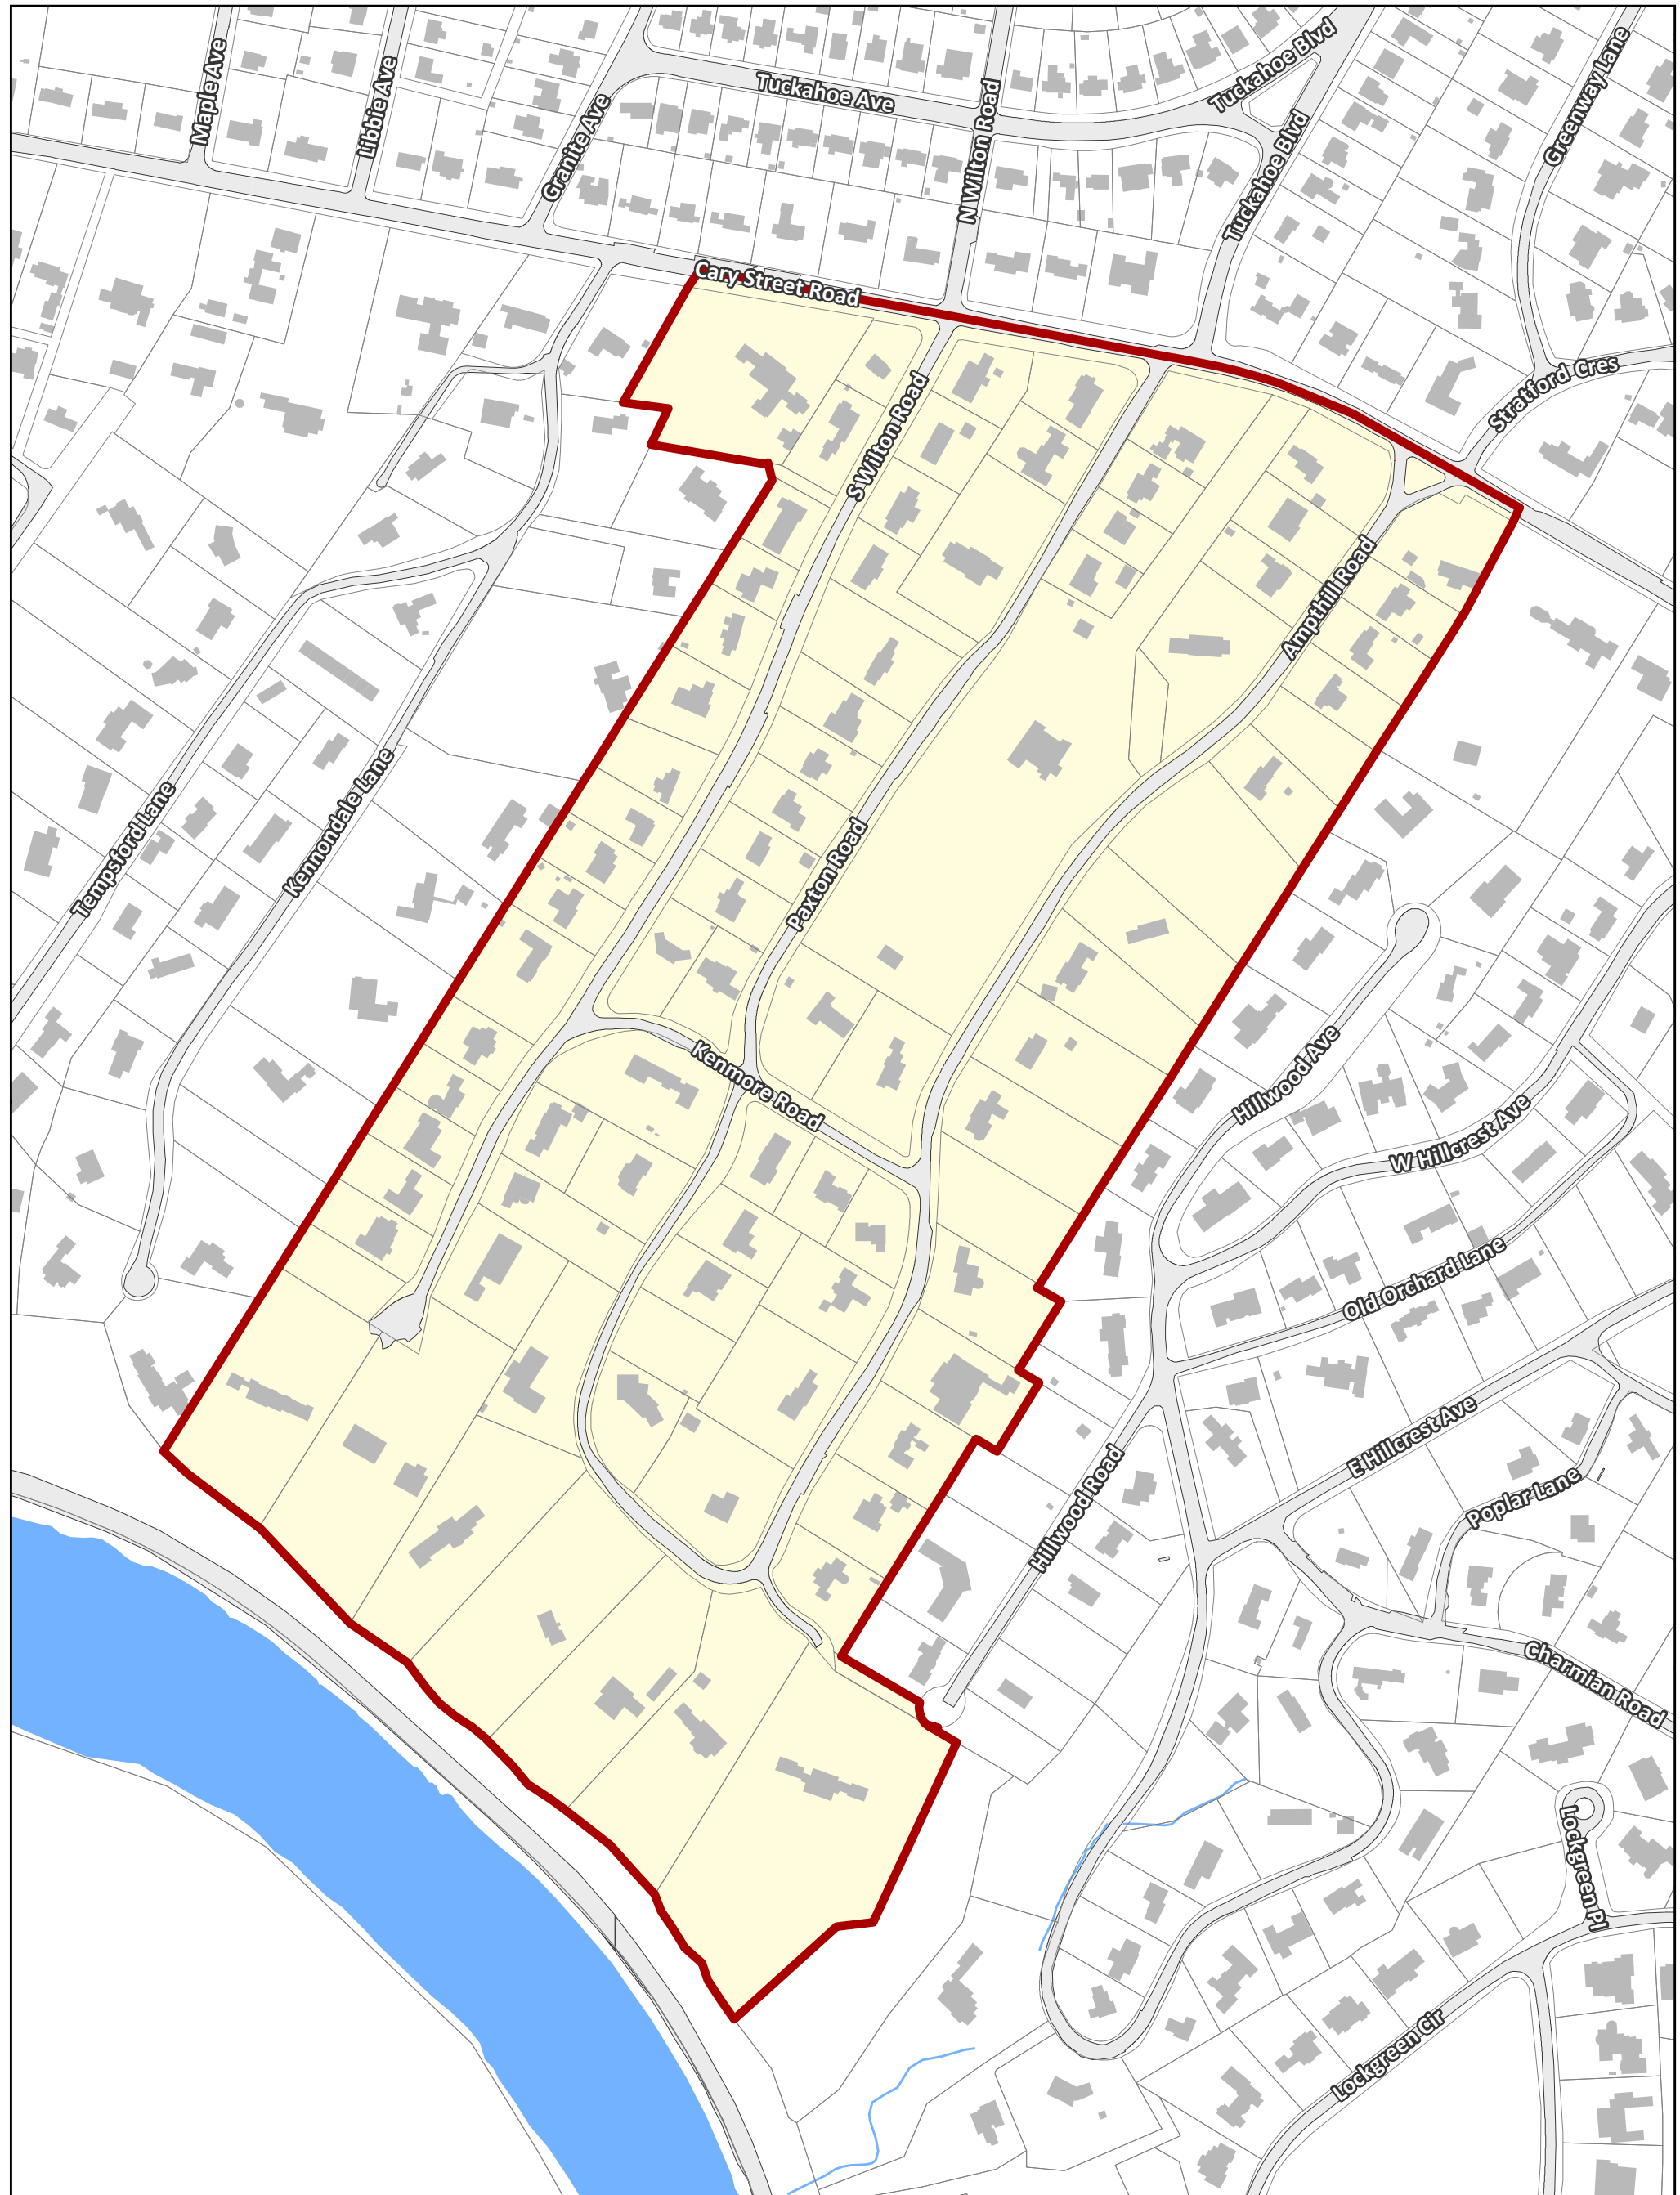 Maple Ave
Libbie Ave
Granite Ave
Tuckahoe Ave
N Wilton Road
Tuckahoe Blvd
Tuckahoe Blvd
Greenway Lane
Cary Street Road
Stratford Cres
S Wilton Road
Ampthill Road
Tempsford Lane
Kennondale Lane
Paxton Road
Kenmore Road
Hillwood Ave
W Hillcrest Ave
Old Orchard Lane
E Hillcrest Ave
Poplar Lane
Hillwood Road
Charmian Road
Lockgreen Pl
Lockgreen Cir